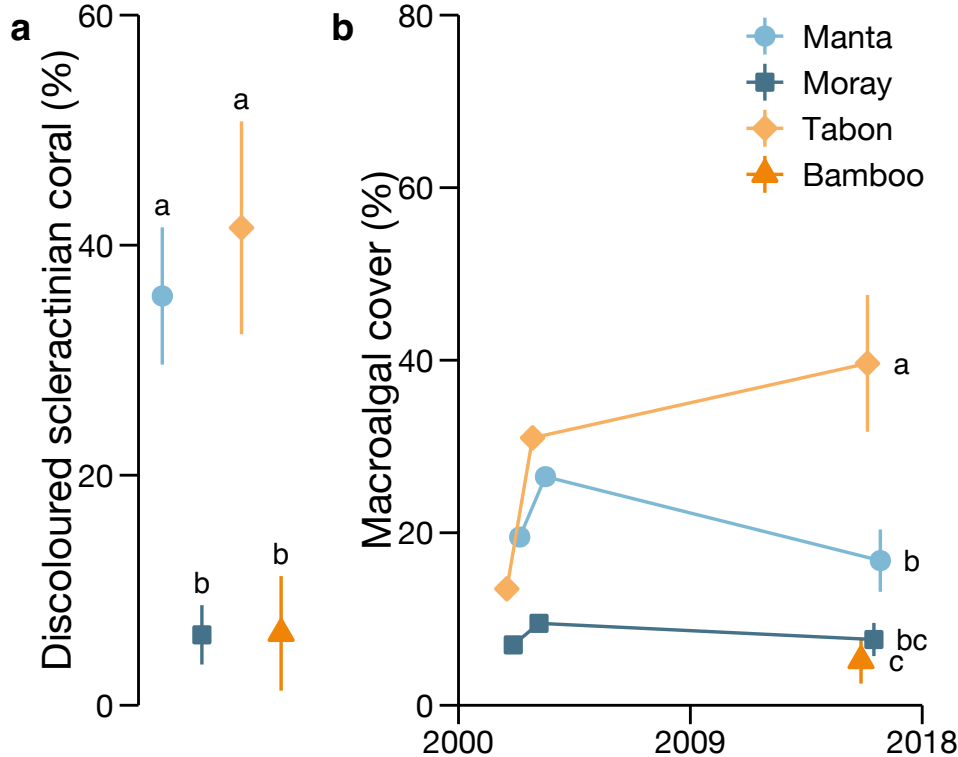 a
Discoloured scleractinian coral (%)
60
40
20
0
a
a
b
b
b
Macroalgal cover (%)
80
60
40
20
0
2000
2009
2018
Manta
Moray
Tabon
Bamboo
a
b
bc
c